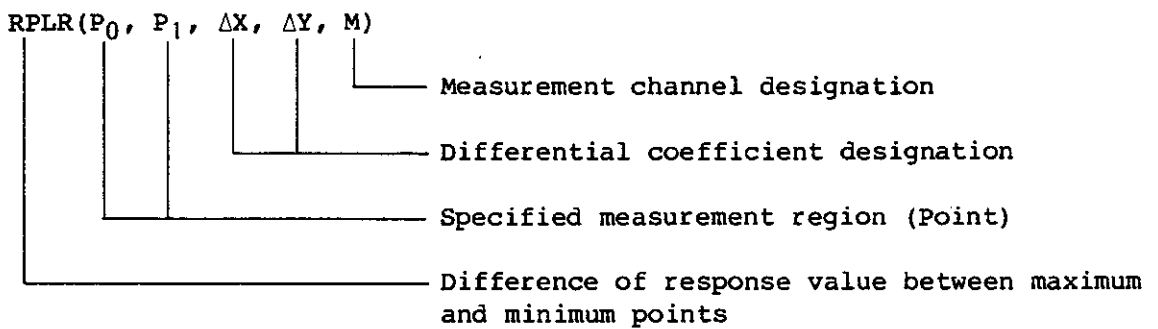 RPLR(P0, P1, ΔX, ΔY, M)
Measurement channel designation
Differential coefficient designation
Specified measurement region (Point)
Difference of response value between maximum
and minimum points